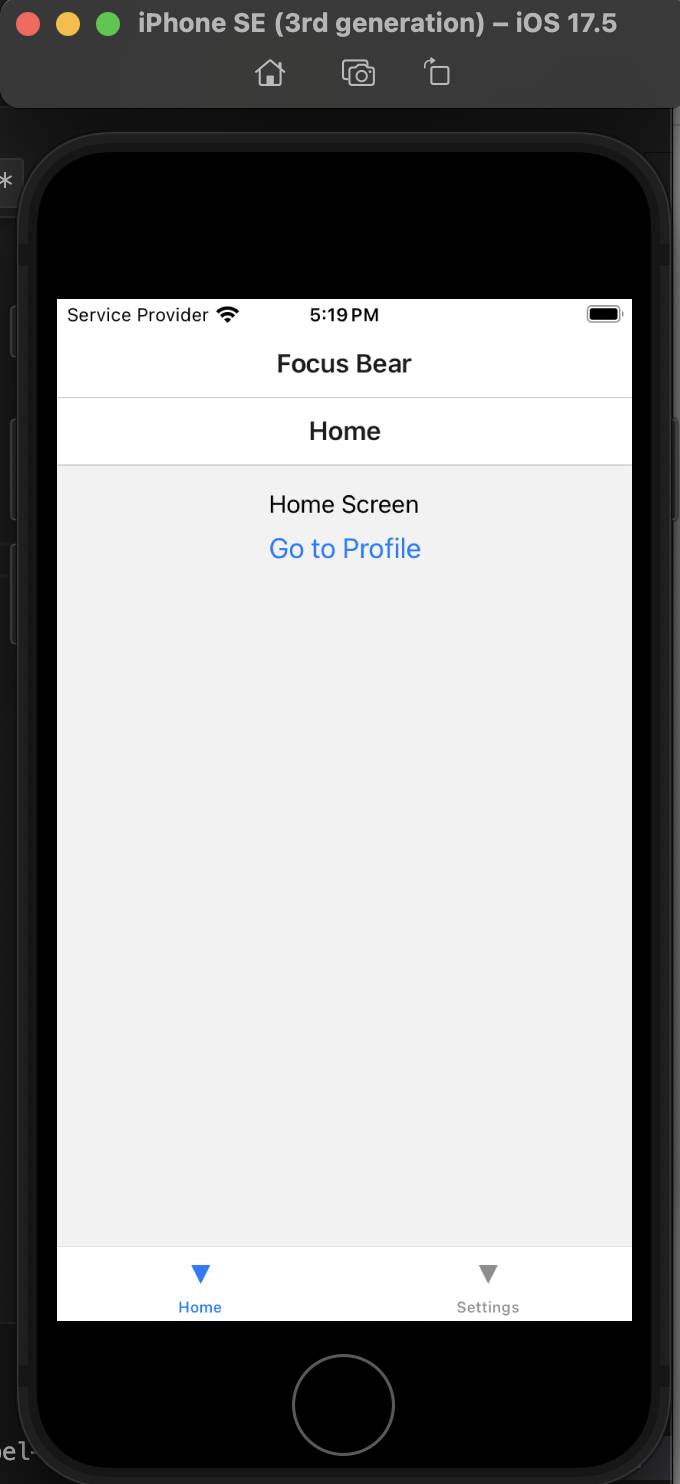 iPhone SE (3rd generation) – iOS 17.5
*
Service Provider 5:19 PM
Focus Bear
Home
Home Screen
Go to Profile
Home Settings